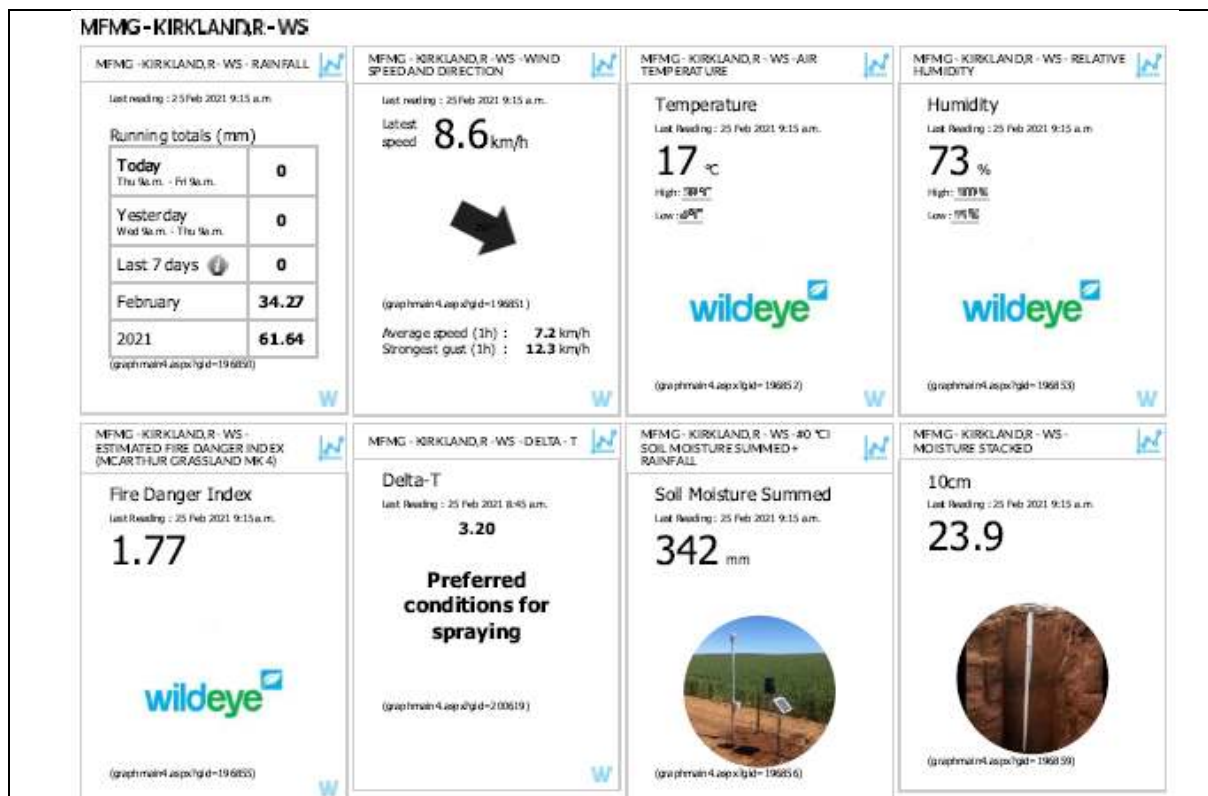 MFMG - KIRKLAND,R - WS
MFMG - KIRKLAND,R - WS - RAINFALL
Last reading : 25 Feb 2021 9:15 a.m
Running totals (mm)
Today 0
Thu 9a.m. - Fri 9a.m.
Yesterday 0
Wed 9a.m. - Thu 9a.m.
Last 7 days i 0
February 34.27
2021 61.64
(graphmain4.aspx?gid=196850)
W
MFMG - KIRKLAND,R - WS - WIND
SPEED AND DIRECTION
Last reading : 25 Feb 2021 9:15 a.m.
Latest
speed 8.6 km/h
(graphmain4.aspx?gid=196851)
Average speed (1h) : 7.2 km/h
Strongest gust (1h) : 12.3 km/h
W
MFMG - KIRKLAND,R - WS - AIR
TEMPERATURE
Temperature
Last Reading : 25 Feb 2021 9:15 a.m.
17 °C
High:
Low :
wildeye
(graphmain4.aspx?gid=196852)
W
MFMG - KIRKLAND,R - WS - RELATIVE
HUMIDITY
Humidity
Last Reading : 25 Feb 2021 9:15 a.m
73 %
High:
Low :
wildeye
(graphmain4.aspx?gid=196853)
W
MFMG - KIRKLAND,R - WS -
ESTIMATED FIRE DANGER INDEX
(MCARTHUR GRASSLAND MK 4)
Fire Danger Index
Last Reading : 25 Feb 2021 9:15 a.m.
1.77
wildeye
(graphmain4.aspx?gid=196855)
W
MFMG - KIRKLAND,R - WS - DELTA - T
Delta-T
Last Reading : 25 Feb 2021 8:45 a.m.
3.20
Preferred
conditions for
spraying
(graphmain4.aspx?gid=200619)
W
MFMG - KIRKLAND,R - WS -
SOIL MOISTURE SUMMED +
RAINFALL
Soil Moisture Summed
Last Reading : 25 Feb 2021 9:15 a.m.
342 mm
(graphmain4.aspx?gid=196856)
MFMG - KIRKLAND,R - WS -
MOISTURE STACKED
10cm
Last Reading : 25 Feb 2021 9:15 a.m.
23.9
(graphmain4.aspx?gid=196859)